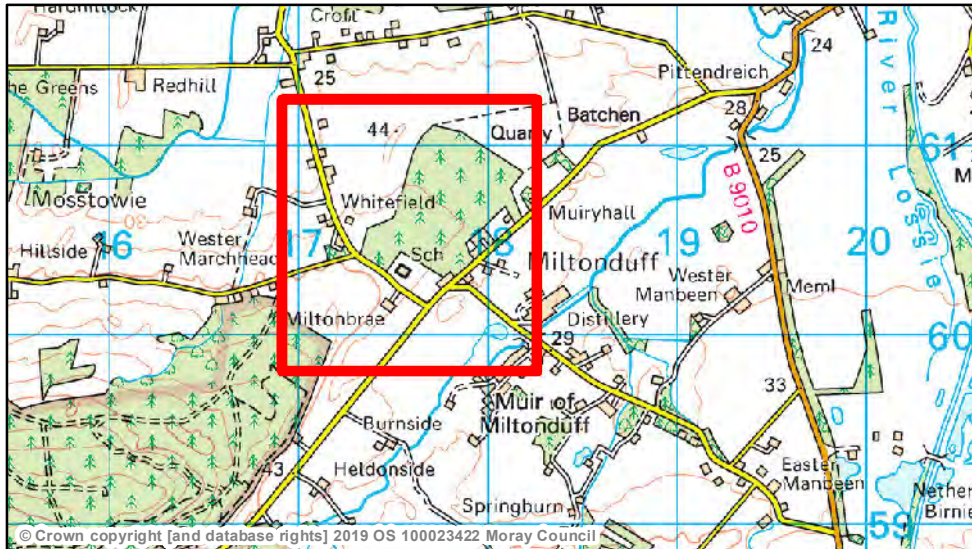 Hardhillock
Croft
24
River
The Greens
Redhill
25
Pittendreich
28
44
Quarry
Batchen
61
25
Mosstowie
Whitefield
Muiryhall
B 9010
Lossie
Hillside
16
Wester
Marchhead
17
Sch
18
Miltonduff
19
20
Wester
Manbeen
Meml
Miltonbrae
Distillery
60
29
33
Muir of
Miltonduff
Burnside
43
Heldonside
Easter
Manbeen
Springburn
Nether
Birnie
59
© Crown copyright [and database rights] 2019 OS 100023422 Moray Council